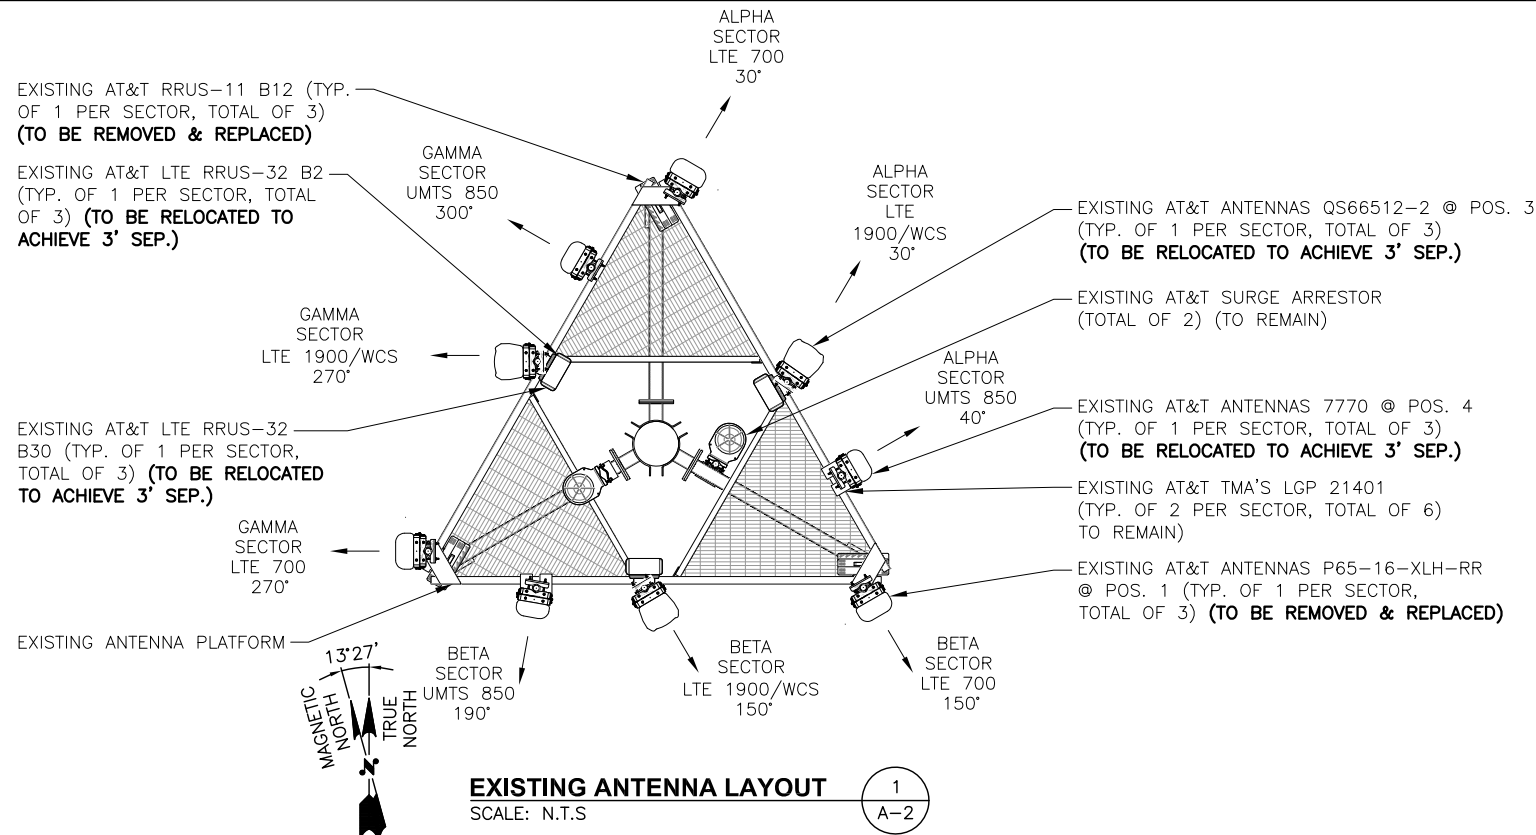 ALPHA
SECTOR
LTE 700
30°
EXISTING AT&T RRUS-11 B12 (TYP.
OF 1 PER SECTOR, TOTAL OF 3)
(TO BE REMOVED & REPLACED)
EXISTING AT&T LTE RRUS-32 B2
(TYP. OF 1 PER SECTOR, TOTAL
OF 3) (TO BE RELOCATED TO
ACHIEVE 3' SEP.)
GAMMA
SECTOR
UMTS 850
300°
ALPHA
SECTOR
LTE
1900/WCS
30°
EXISTING AT&T ANTENNAS QS66512-2 @ POS. 3
(TYP. OF 1 PER SECTOR, TOTAL OF 3)
(TO BE RELOCATED TO ACHIEVE 3' SEP.)
EXISTING AT&T SURGE ARRESTOR
(TOTAL OF 2) (TO REMAIN)
GAMMA
SECTOR
LTE 1900/WCS
270°
ALPHA
SECTOR
UMTS 850
40°
EXISTING AT&T LTE RRUS-32
B30 (TYP. OF 1 PER SECTOR,
TOTAL OF 3) (TO BE RELOCATED
TO ACHIEVE 3' SEP.)
EXISTING AT&T ANTENNAS 7770 @ POS. 4
(TYP. OF 1 PER SECTOR, TOTAL OF 3)
(TO BE RELOCATED TO ACHIEVE 3' SEP.)
EXISTING AT&T TMA'S LGP 21401
(TYP. OF 2 PER SECTOR, TOTAL OF 6)
TO REMAIN)
GAMMA
SECTOR
LTE 700
270°
EXISTING AT&T ANTENNAS P65-16-XLH-RR
@ POS. 1 (TYP. OF 1 PER SECTOR,
TOTAL OF 3) (TO BE REMOVED & REPLACED)
EXISTING ANTENNA PLATFORM
BETA
SECTOR
UMTS 850
190°
BETA
SECTOR
LTE 1900/WCS
150°
BETA
SECTOR
LTE 700
150°
13°27'
MAGNETIC
NORTH
TRUE
NORTH
N
EXISTING ANTENNA LAYOUT
SCALE: N.T.S
1
A-2